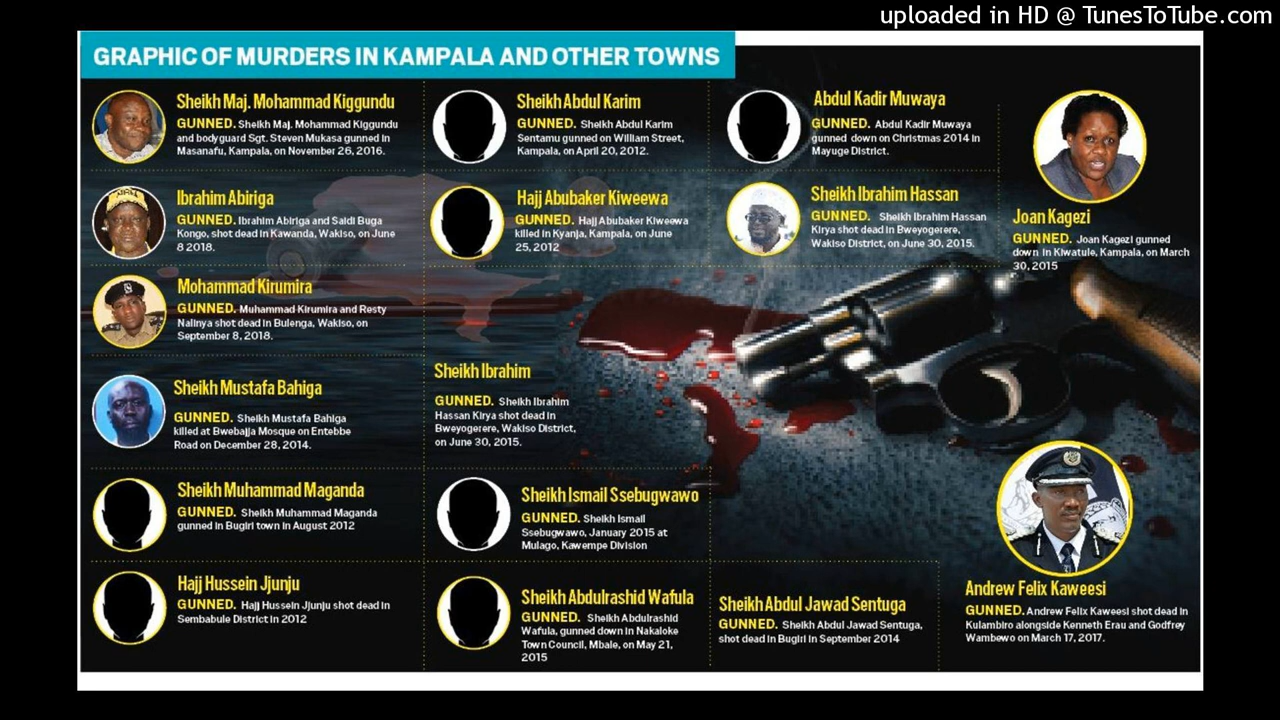 uploaded in HD @ TunesToTube.com
GRAPHIC OF MURDERS IN KAMPALA AND OTHER TOWNS
Sheikh Maj. Mohammad Kiggundu
GUNNED. Sheikh Maj. Mohammad Kiggundu
and bodyguard Sgt. Steven Mukasa gunned in
Masanafu, Kampala, on November 26, 2016.
Ibrahim Abiriga
GUNNED. Ibrahim Abiriga and Saidi Buga
Kongo, shot dead in Kawanda, Wakiso, on June
8 2018.
Mohammad Kirumira
GUNNED. Muhammad Kirumira and Resty
Nalinya shot dead in Bulenga, Wakiso, on
September 8, 2018.
Sheikh Mustafa Bahiga
GUNNED. Sheikh Mustafa Bahiga
killed at Bwebajja Mosque on Entebbe
Road on December 28, 2014.
Sheikh Muhammad Maganda
GUNNED. Sheikh Muhammad Maganda
gunned in Bugiri town in August 2012
Hajj Hussein Jjunju
GUNNED. Hajj Hussein Jjunju shot dead in
Sembabule District in 2012
Sheikh Abdul Karim
GUNNED. Sheikh Abdul Karim
Sentamu gunned on William Street,
Kampala, on April 20, 2012.
Hajj Abubaker Kiweewa
GUNNED. Hajj Abubaker Kiweewa
killed in Kyanja, Kampala, on June
25, 2012
Sheikh Ibrahim
GUNNED. Sheikh Ibrahim
Hassan Kirya shot dead in
Bweyogerere, Wakiso District,
on June 30, 2015.
Sheikh Ismail Ssebugwawo
GUNNED. Sheikh Ismail
Ssebugwawo, January 2015 at
Mulago, Kawempe Division
Sheikh Abdulrashid Wafula
GUNNED. Sheikh Abdulrashid
Wafula, gunned down in Nakaloke
Town Council, Mbale, on May 21,
2015
Abdul Kadir Muwaya
GUNNED. Abdul Kadir Muwaya
gunned down on Christmas 2014 in
Mayuge District.
Sheikh Ibrahim Hassan
GUNNED. Sheikh Ibrahim Hassan
Kirya shot dead in Bweyogerere,
Wakiso District, on June 30, 2015.
Sheikh Abdul Jawad Sentuga
GUNNED. Sheikh Abdul Jawad Sentuga,
shot dead in Bugiri in September 2014
Joan Kagezi
GUNNED. Joan Kagezi gunned
down in Kiwatule, Kampala, on March
30, 2015
Andrew Felix Kaweesi
GUNNED. Andrew Felix Kaweesi shot dead in
Kulambiro alongside Kenneth Erau and Godfrey
Wambewo on March 17, 2017.